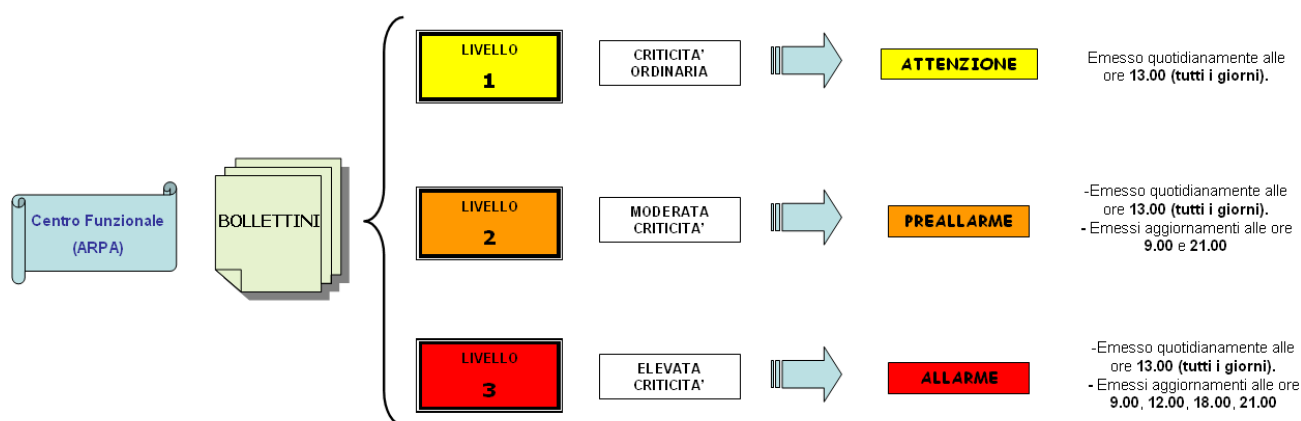 Centro Funzionale
(ARPA)
BOLLETTINI
LIVELLO
1
CRITICITA'
ORDINARIA
ATTENZIONE
Emesso quotidianamente alle
ore 13.00 (tutti i giorni).
LIVELLO
2
MODERATA
CRITICITA'
PREALLARME
-Emesso quotidianamente alle
ore 13.00 (tutti i giorni).
- Emessi aggiornamenti alle ore
9.00 e 21.00
LIVELLO
3
ELEVATA
CRITICITA'
ALLARME
-Emesso quotidianamente alle
ore 13.00 (tutti i giorni).
- Emessi aggiornamenti alle ore
9.00, 12.00, 18.00, 21.00